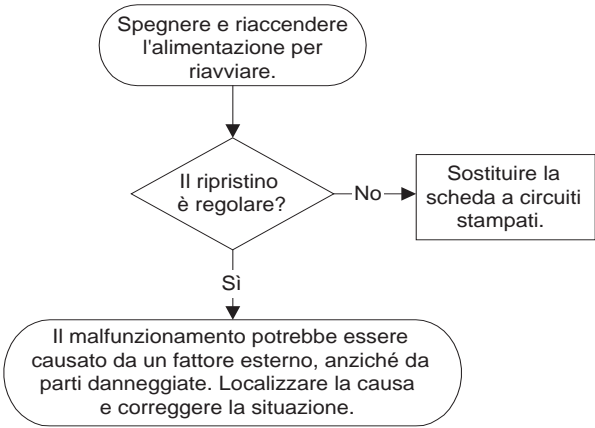 Spegnere e riaccendere
l'alimentazione per
riavviare.
Il ripristino
è regolare?
No
Sostituire la
scheda a circuiti
stampati.
Sì
Il malfunzionamento potrebbe essere
causato da un fattore esterno, anziché da
parti danneggiate. Localizzare la causa
e correggere la situazione.